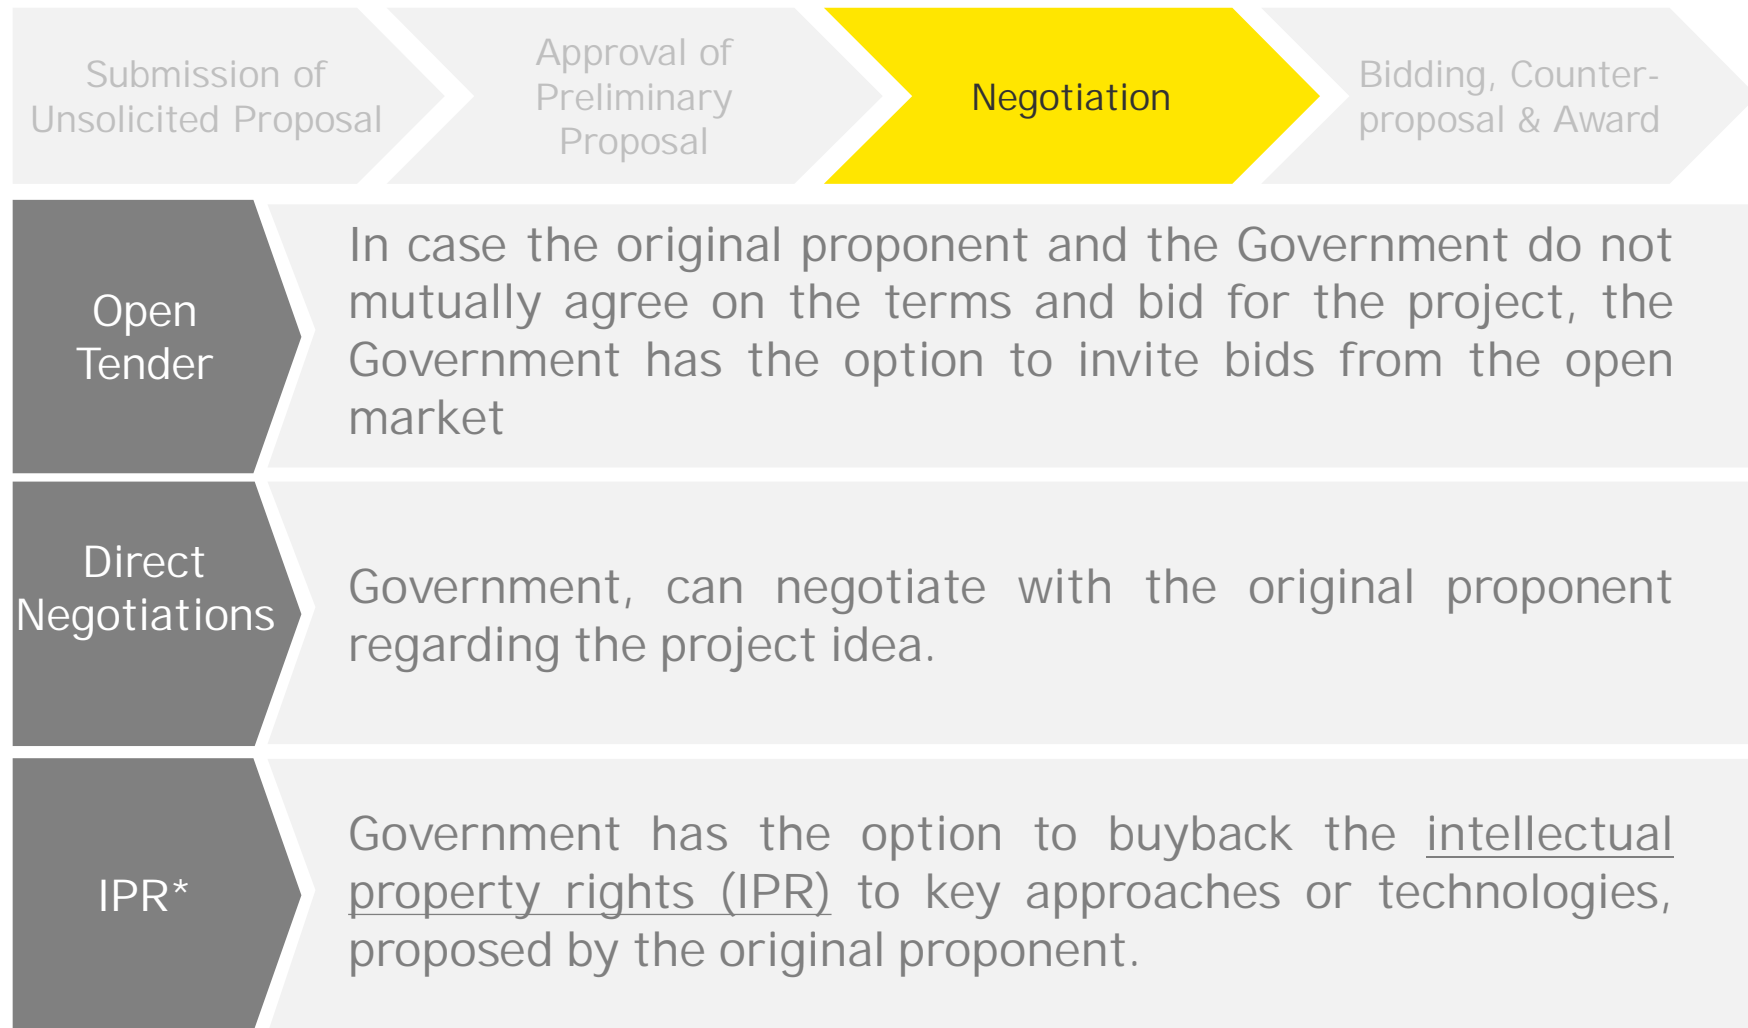 Submission of
Unsolicited Proposal
Approval of
Preliminary
Proposal
Negotiation
Bidding, Counter-
proposal & Award
Open
Tender
In case the original proponent and the Government do not
mutually agree on the terms and bid for the project, the
Government has the option to invite bids from the open
market
Direct
Negotiations
Government, can negotiate with the original proponent
regarding the project idea.
IPR*
Government has the option to buyback the intellectual
property rights (IPR) to key approaches or technologies,
proposed by the original proponent.